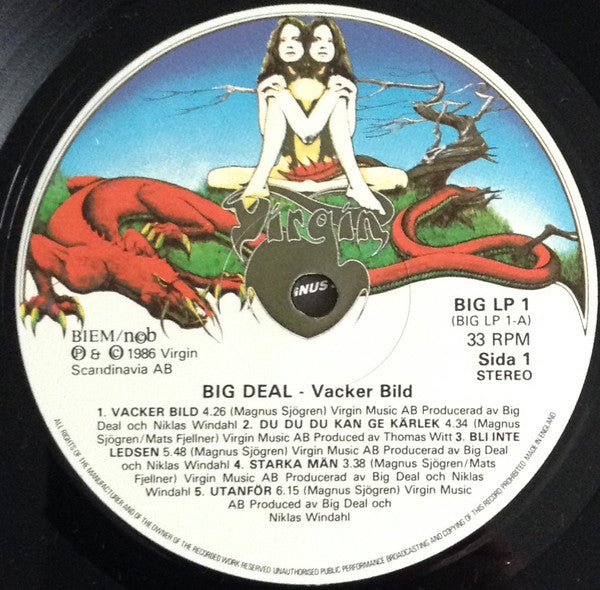 Virgin
INUS
BIEM/ncb
℗ & © 1986 Virgin
Scandinavia AB
BIG LP 1
(BIG LP 1-A)
33 RPM
Sida 1
STEREO
BIG DEAL - Vacker Bild
1. VACKER BILD 4.26 (Magnus Sjögren) Virgin Music AB Producerad av Big
Deal och Niklas Windahl 2. DU DU DU KAN GE KÄRLEK 4.34 (Magnus
Sjögren/Mats Fjellner) Virgin Music AB Produced av Thomas Witt 3. BLI INTE
LEDSEN 5.48 (Magnus Sjögren) Virgin Music AB Producerad av Big Deal
och Niklas Windahl 4. STARKA MÄN 3.38 (Magnus Sjögren/Mats
Fjellner) Virgin Music AB Producerad av Big Deal och Niklas
Windahl 5. UTANFÖR 6.15 (Magnus Sjögren) Virgin Music
AB Produced av Big Deal och
Niklas Windahl
ALL RIGHTS OF THE MANUFACTURER AND OF THE OWNER OF THE RECORDED WORK RESERVED UNAUTHORISED PUBLIC PERFORMANCE BROADCASTING AND COPYING OF THIS RECORD PROHIBITED MADE IN ENGLAND